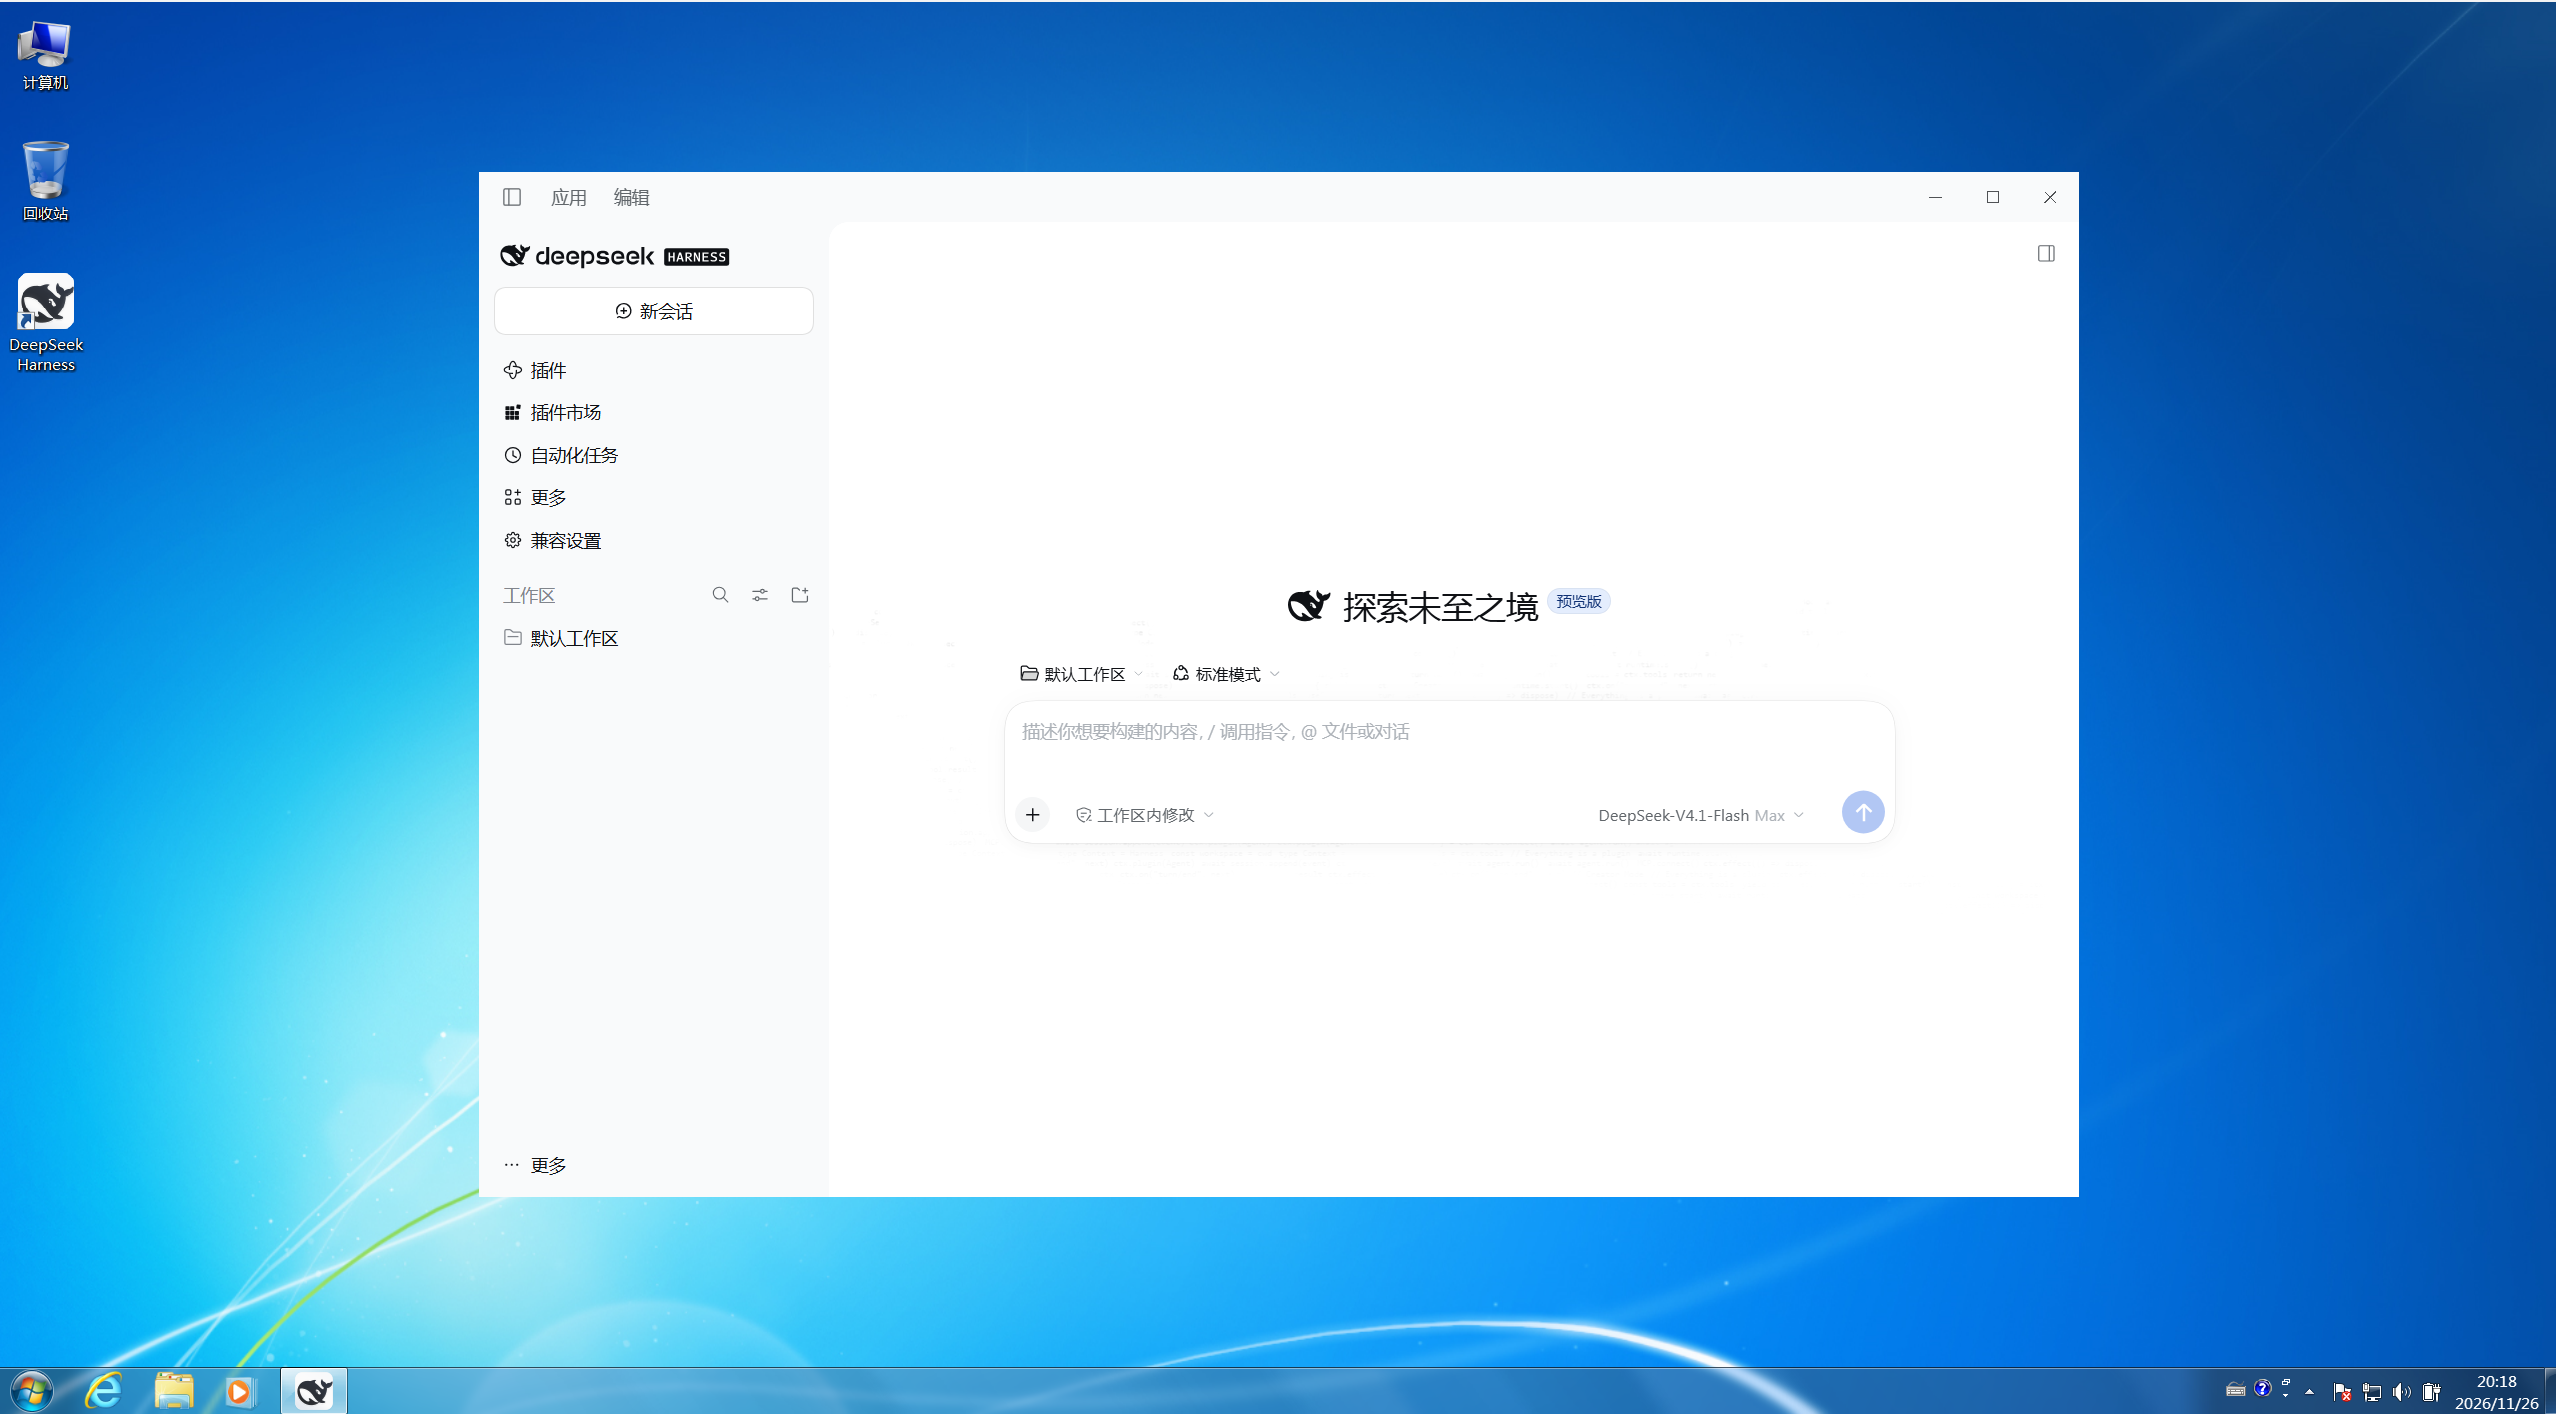 计算机
回收站
DeepSeek
Harness
应用 编辑
deepseek HARNESS
新会话
插件
插件市场
自动化任务
更多
兼容设置
工作区
默认工作区
更多
探索未至之境 预览版
默认工作区 标准模式
描述你想要构建的内容, / 调用指令, @ 文件或对话
工作区内修改 DeepSeek-V4.1-Flash Max
20:18
2026/11/26